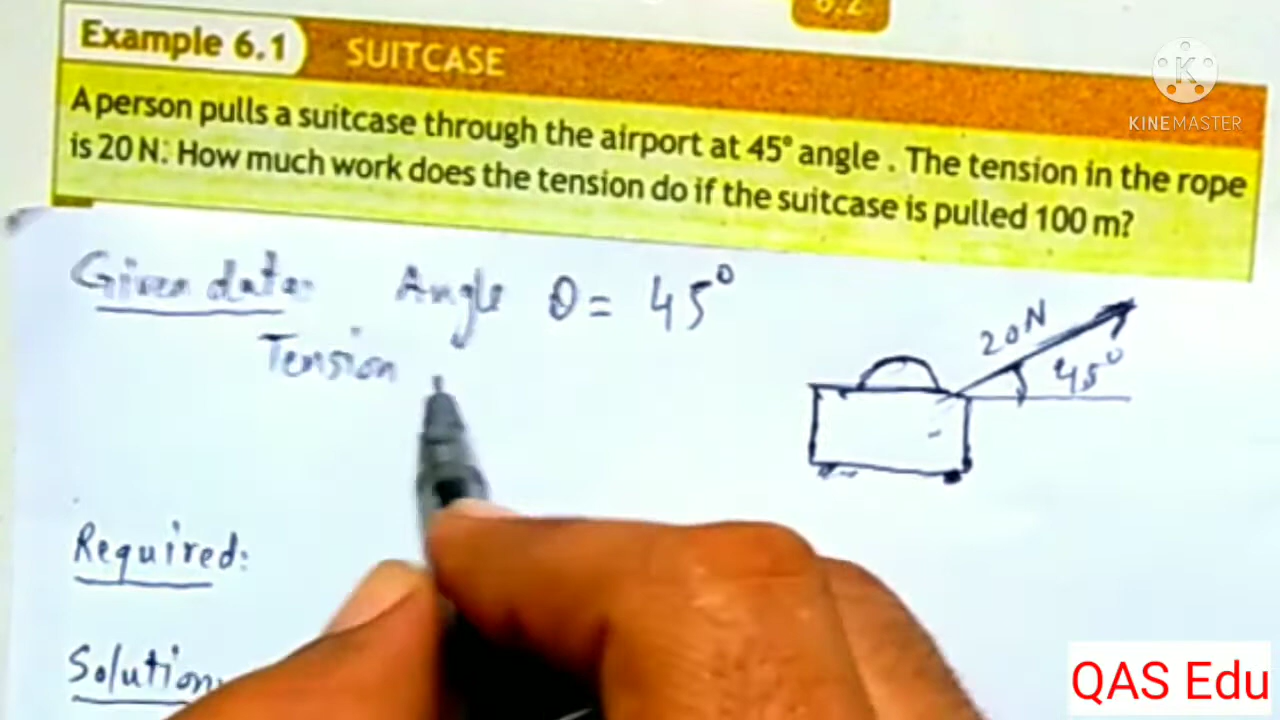 6.2
Example 6.1
SUITCASE
A person pulls a suitcase through the airport at 45° angle . The tension in the rope
is 20 N. How much work does the tension do if the suitcase is pulled 100 m?
KINEMASTER
Given data: Angle θ = 45°
Tension
20N
45°
Required:
Solution
QAS Edu